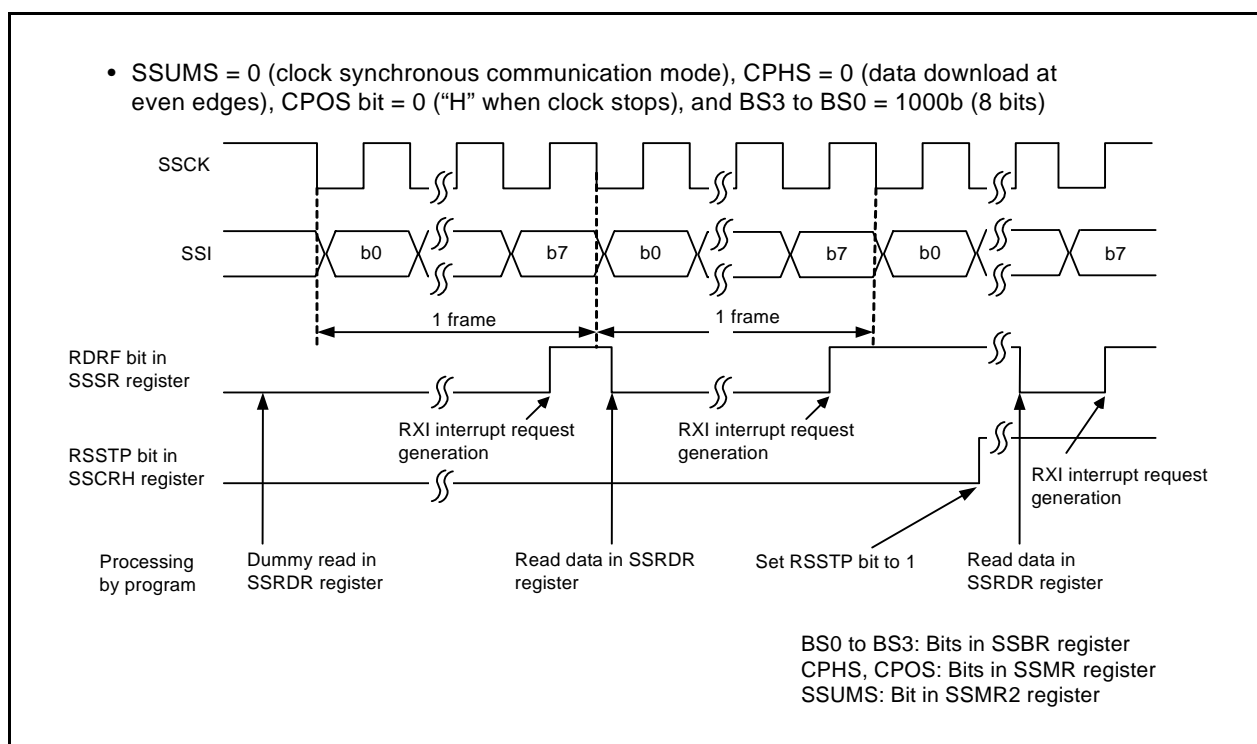 • SSUMS = 0 (clock synchronous communication mode), CPHS = 0 (data download at
even edges), CPOS bit = 0 (“H” when clock stops), and BS3 to BS0 = 1000b (8 bits)
SSCK
SSI
b0
b7
b0
b7
b0
b7
1 frame
1 frame
RDRF bit in
SSSR register
RXI interrupt request
generation
RXI interrupt request
generation
RSSTP bit in
SSCRH register
RXI interrupt request
generation
Processing
by program
Dummy read in
SSRDR register
Read data in SSRDR
register
Set RSSTP bit to 1
Read data in
SSRDR register
BS0 to BS3: Bits in SSBR register
CPHS, CPOS: Bits in SSMR register
SSUMS: Bit in SSMR2 register